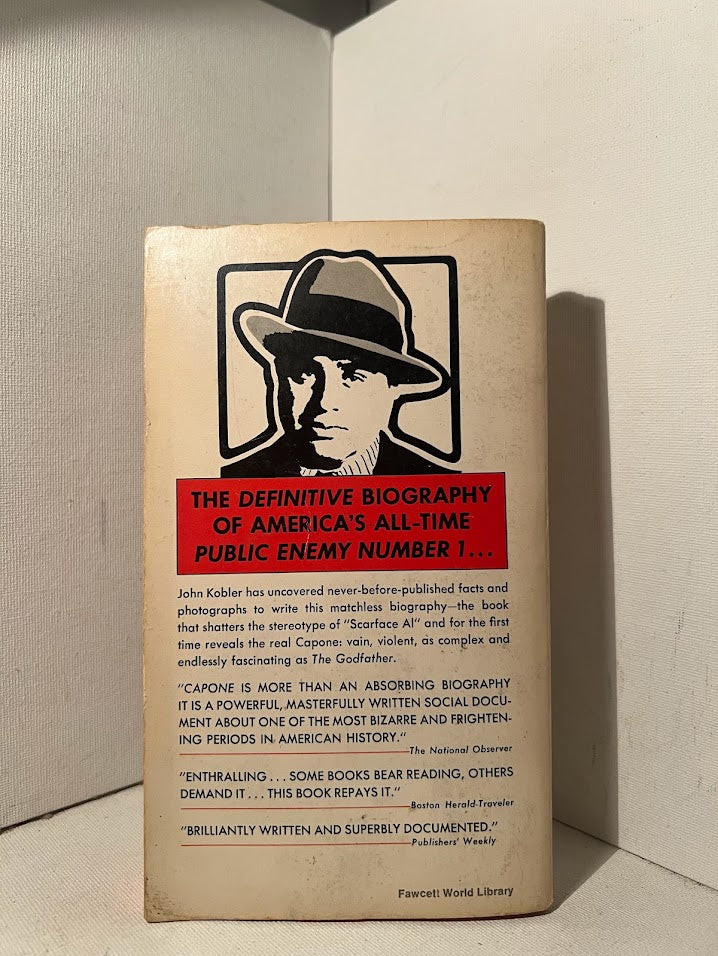 THE DEFINITIVE BIOGRAPHY
OF AMERICA'S ALL-TIME
PUBLIC ENEMY NUMBER 1...
John Kobler has uncovered never-before-published facts and
photographs to write this matchless biography—the book
that shatters the stereotype of "Scarface Al" and for the first
time reveals the real Capone: vain, violent, as complex and
endlessly fascinating as The Godfather.
"CAPONE IS MORE THAN AN ABSORBING BIOGRAPHY
IT IS A POWERFUL, MASTERFULLY WRITTEN SOCIAL DOCU-
MENT ABOUT ONE OF THE MOST BIZARRE AND FRIGHTEN-
ING PERIODS IN AMERICAN HISTORY."
—The National Observer
"ENTHRALLING . . . SOME BOOKS BEAR READING, OTHERS
DEMAND IT . . . THIS BOOK REPAYS IT."
Boston Herald-Traveler
"BRILLIANTLY WRITTEN AND SUPERBLY DOCUMENTED."
Publishers' Weekly
Fawcett World Library